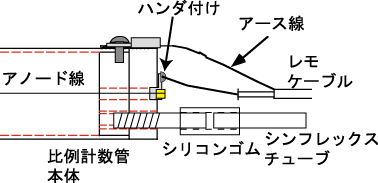 ハンダ付け
アース線
アノード線
レモ
ケーブル
シリコンゴム
シンフレックス
チューブ
比例計数管
本体